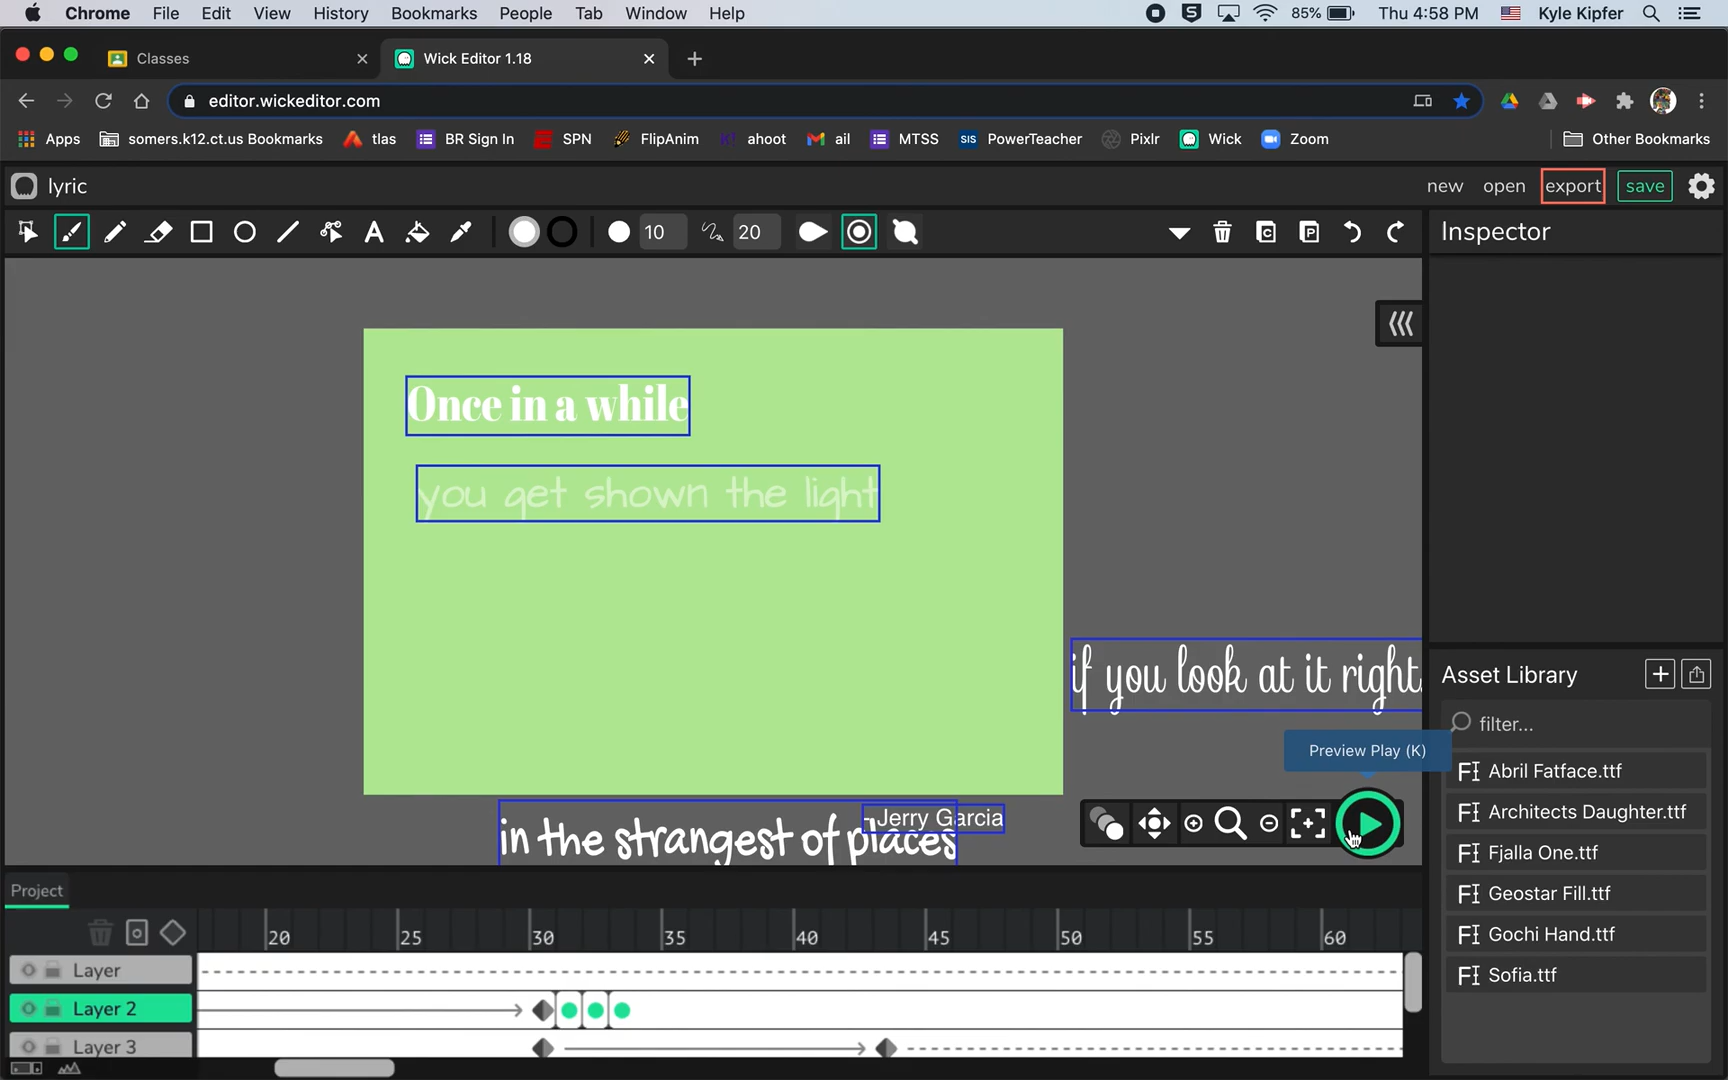 Chrome File Edit View History Bookmarks People Tab Window Help 85% Thu 4:58 PM Kyle Kipfer
Classes Wick Editor 1.18
editor.wickeditor.com
Apps somers.k12.ct.us Bookmarks tlas BR Sign In SPN FlipAnim ahoot ail MTSS SIS PowerTeacher Pixlr Wick Zoom Other Bookmarks
lyric new open export save
A 10 20 Inspector
Once in a while
you get shown the light
if you look at it right.
Asset Library
filter...
Preview Play (K)
Abril Fatface.ttf
Architects Daughter.ttf
Jerry Garcia
in the strangest of places
Fjalla One.ttf
Project
Geostar Fill.ttf
20 25 30 35 40 45 50 55 60
Gochi Hand.ttf
Layer
Sofia.ttf
Layer 2
Layer 3